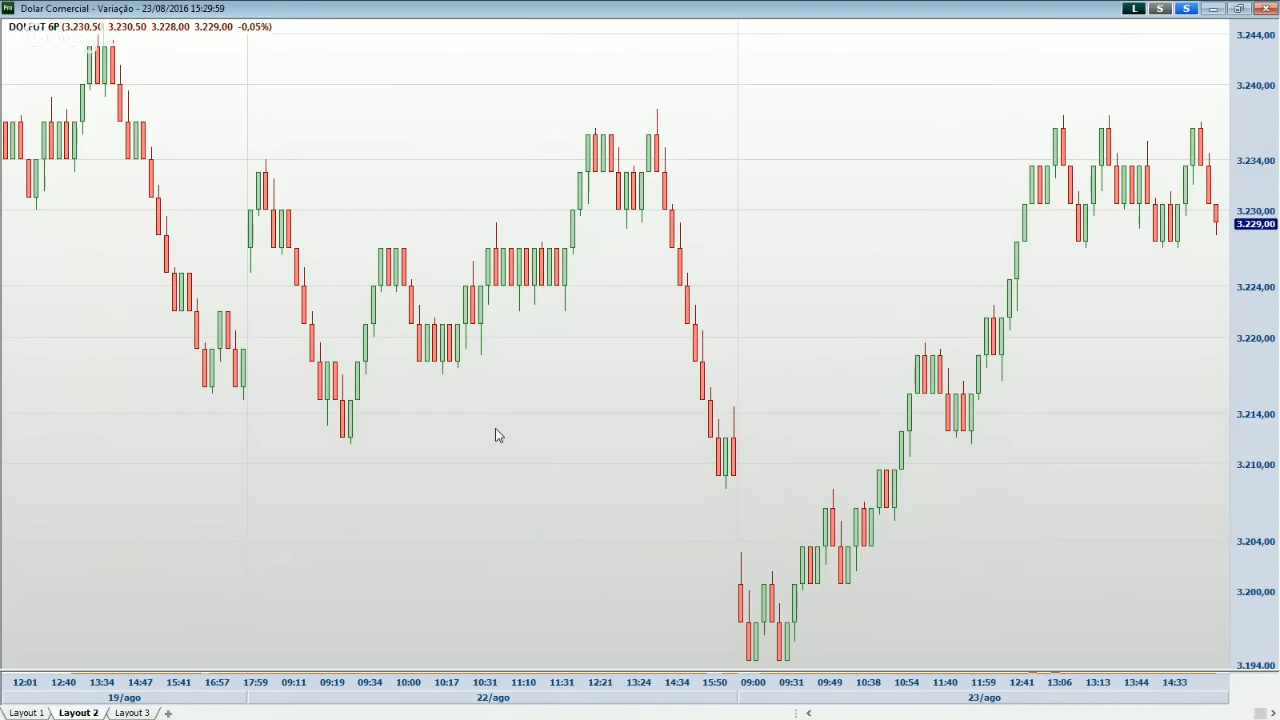 Pro Dolar Comercial - Variação - 23/08/2016 15:29:59 L S S
DOLFUT 6P (3.230,50 3.230,50 3.228,00 3.229,00 -0,05%)
3.244,00
3.240,00
3.234,00
3.230,00
3.229,00
3.224,00
3.220,00
3.214,00
3.210,00
3.204,00
3.200,00
3.194,00
12:01 12:40 13:34 14:47 15:41 16:57 17:59 09:11 09:19 09:34 10:00 10:17 10:31 11:10 11:31 12:21 13:24 14:34 15:50 09:00 09:31 09:49 10:38 10:54 11:40 11:59 12:41 13:06 13:13 13:44 14:33
19/ago 22/ago 23/ago
Layout 1 Layout 2 Layout 3